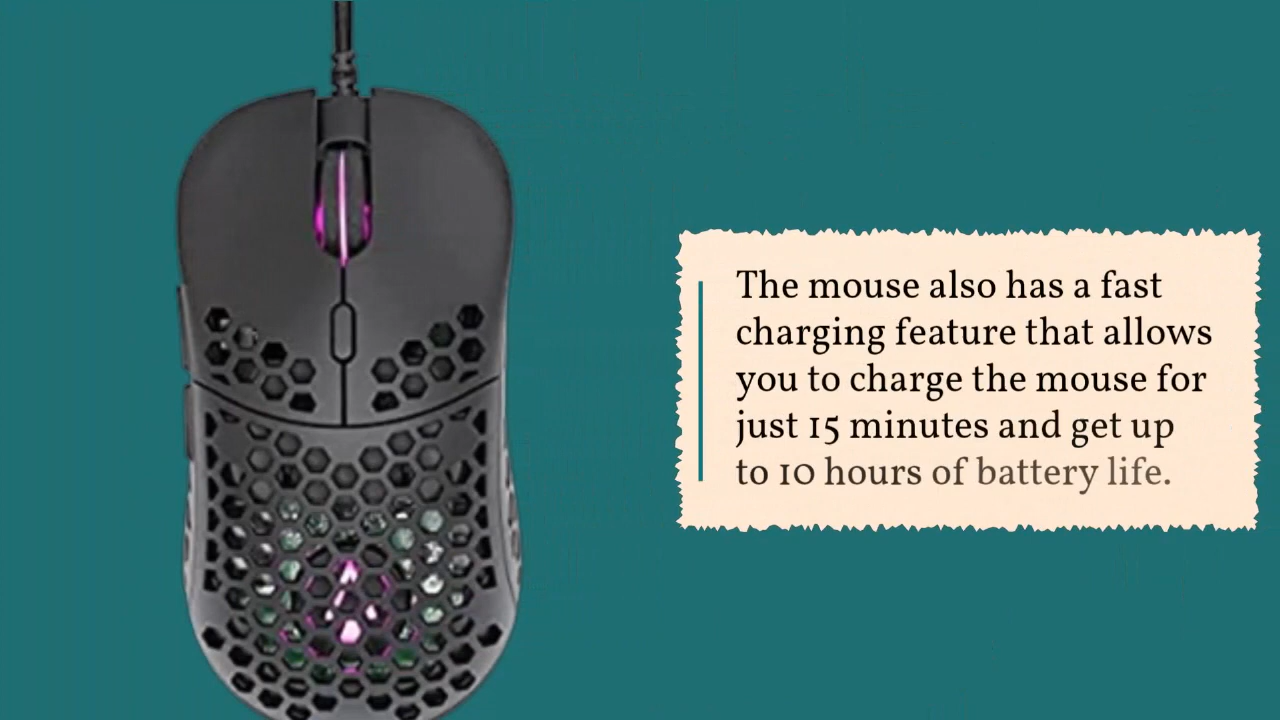 The mouse also has a fast
charging feature that allows
you to charge the mouse for
just 15 minutes and get up
to 10 hours of battery life.